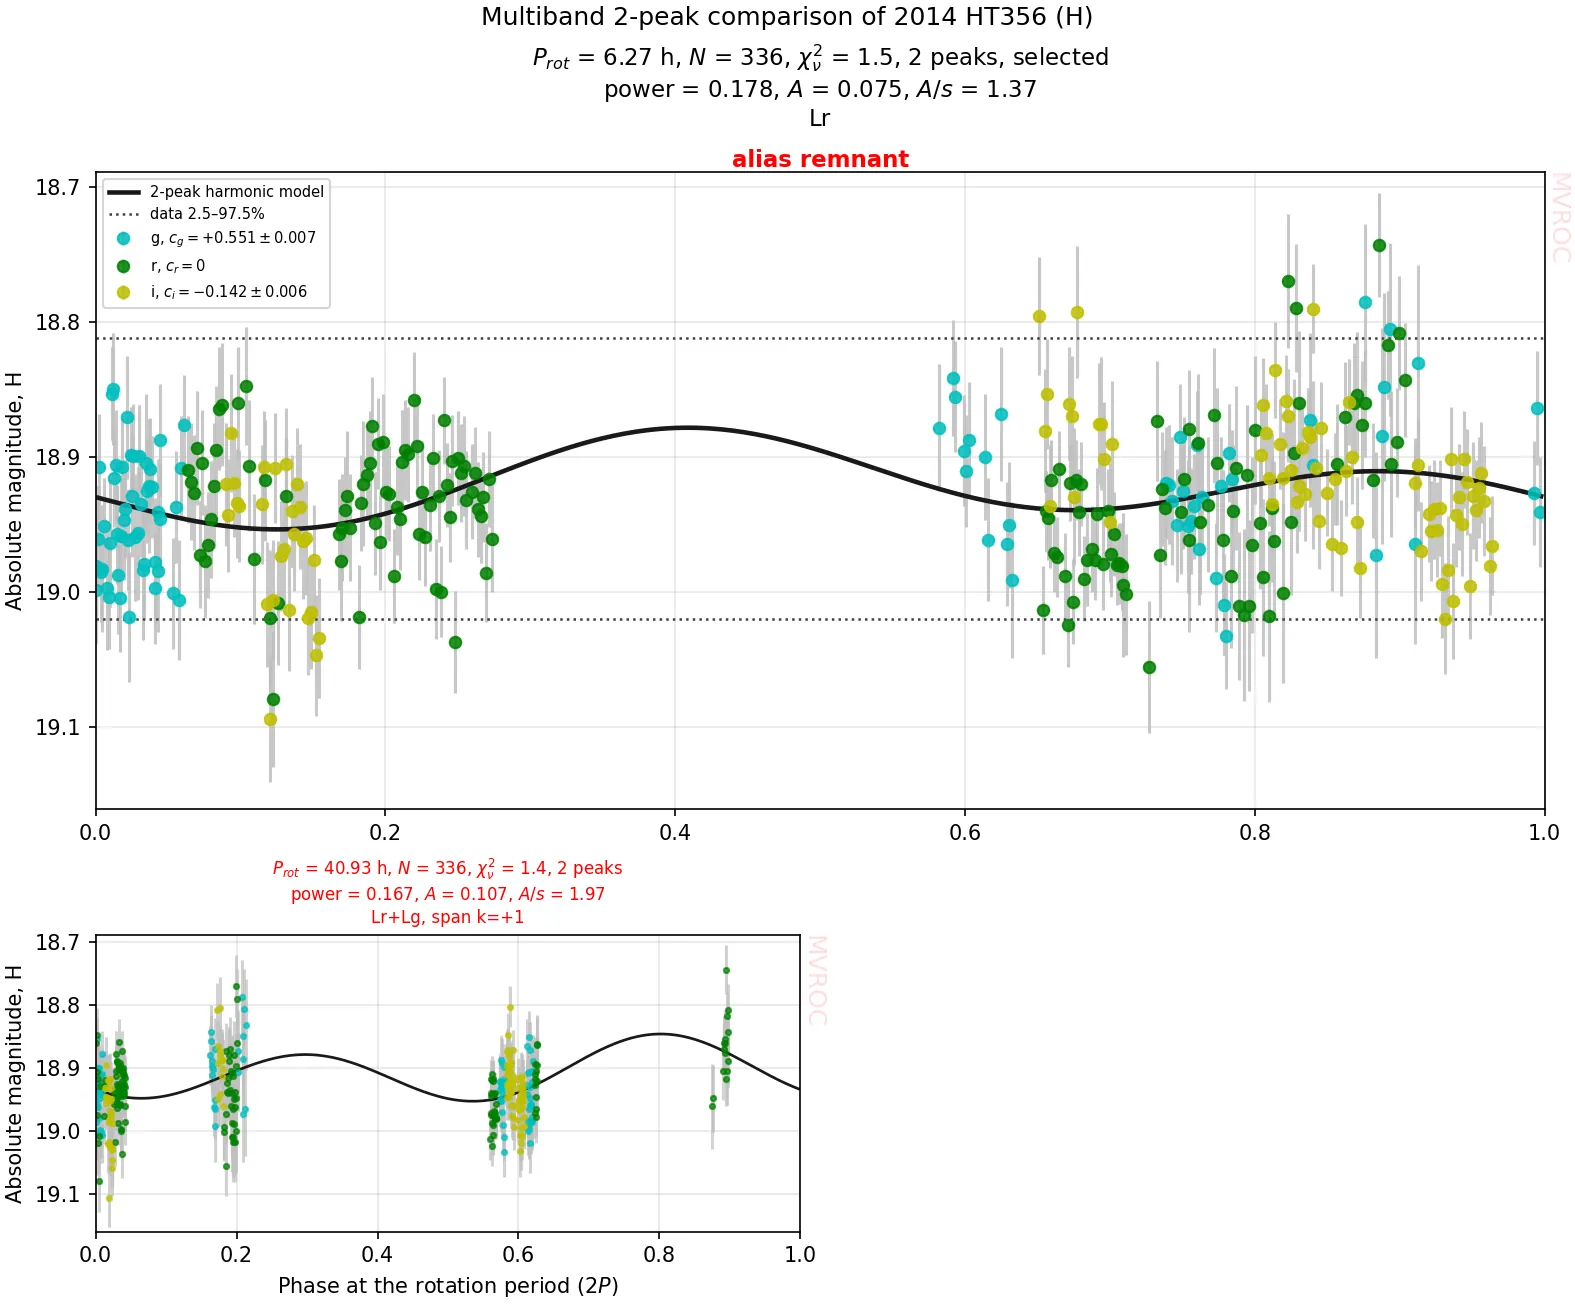 Multiband 2-peak comparison of 2014 HT356 (H)
P_rot = 6.27 h, N = 336, χ²_ν = 1.5, 2 peaks, selected
power = 0.178, A = 0.075, A/s = 1.37
Lr
alias remnant
2-peak harmonic model
data 2.5–97.5%
g, c_g = +0.551 ± 0.007
r, c_r = 0
i, c_i = −0.142 ± 0.006
MVROC
Absolute magnitude, H
18.7
18.8
18.9
19.0
19.1
0.0 0.2 0.4 0.6 0.8 1.0
P_rot = 40.93 h, N = 336, χ²_ν = 1.4, 2 peaks
power = 0.167, A = 0.107, A/s = 1.97
Lr+Lg, span k=+1
MVROC
Absolute magnitude, H
18.7
18.8
18.9
19.0
19.1
0.0 0.2 0.4 0.6 0.8 1.0
Phase at the rotation period (2P)